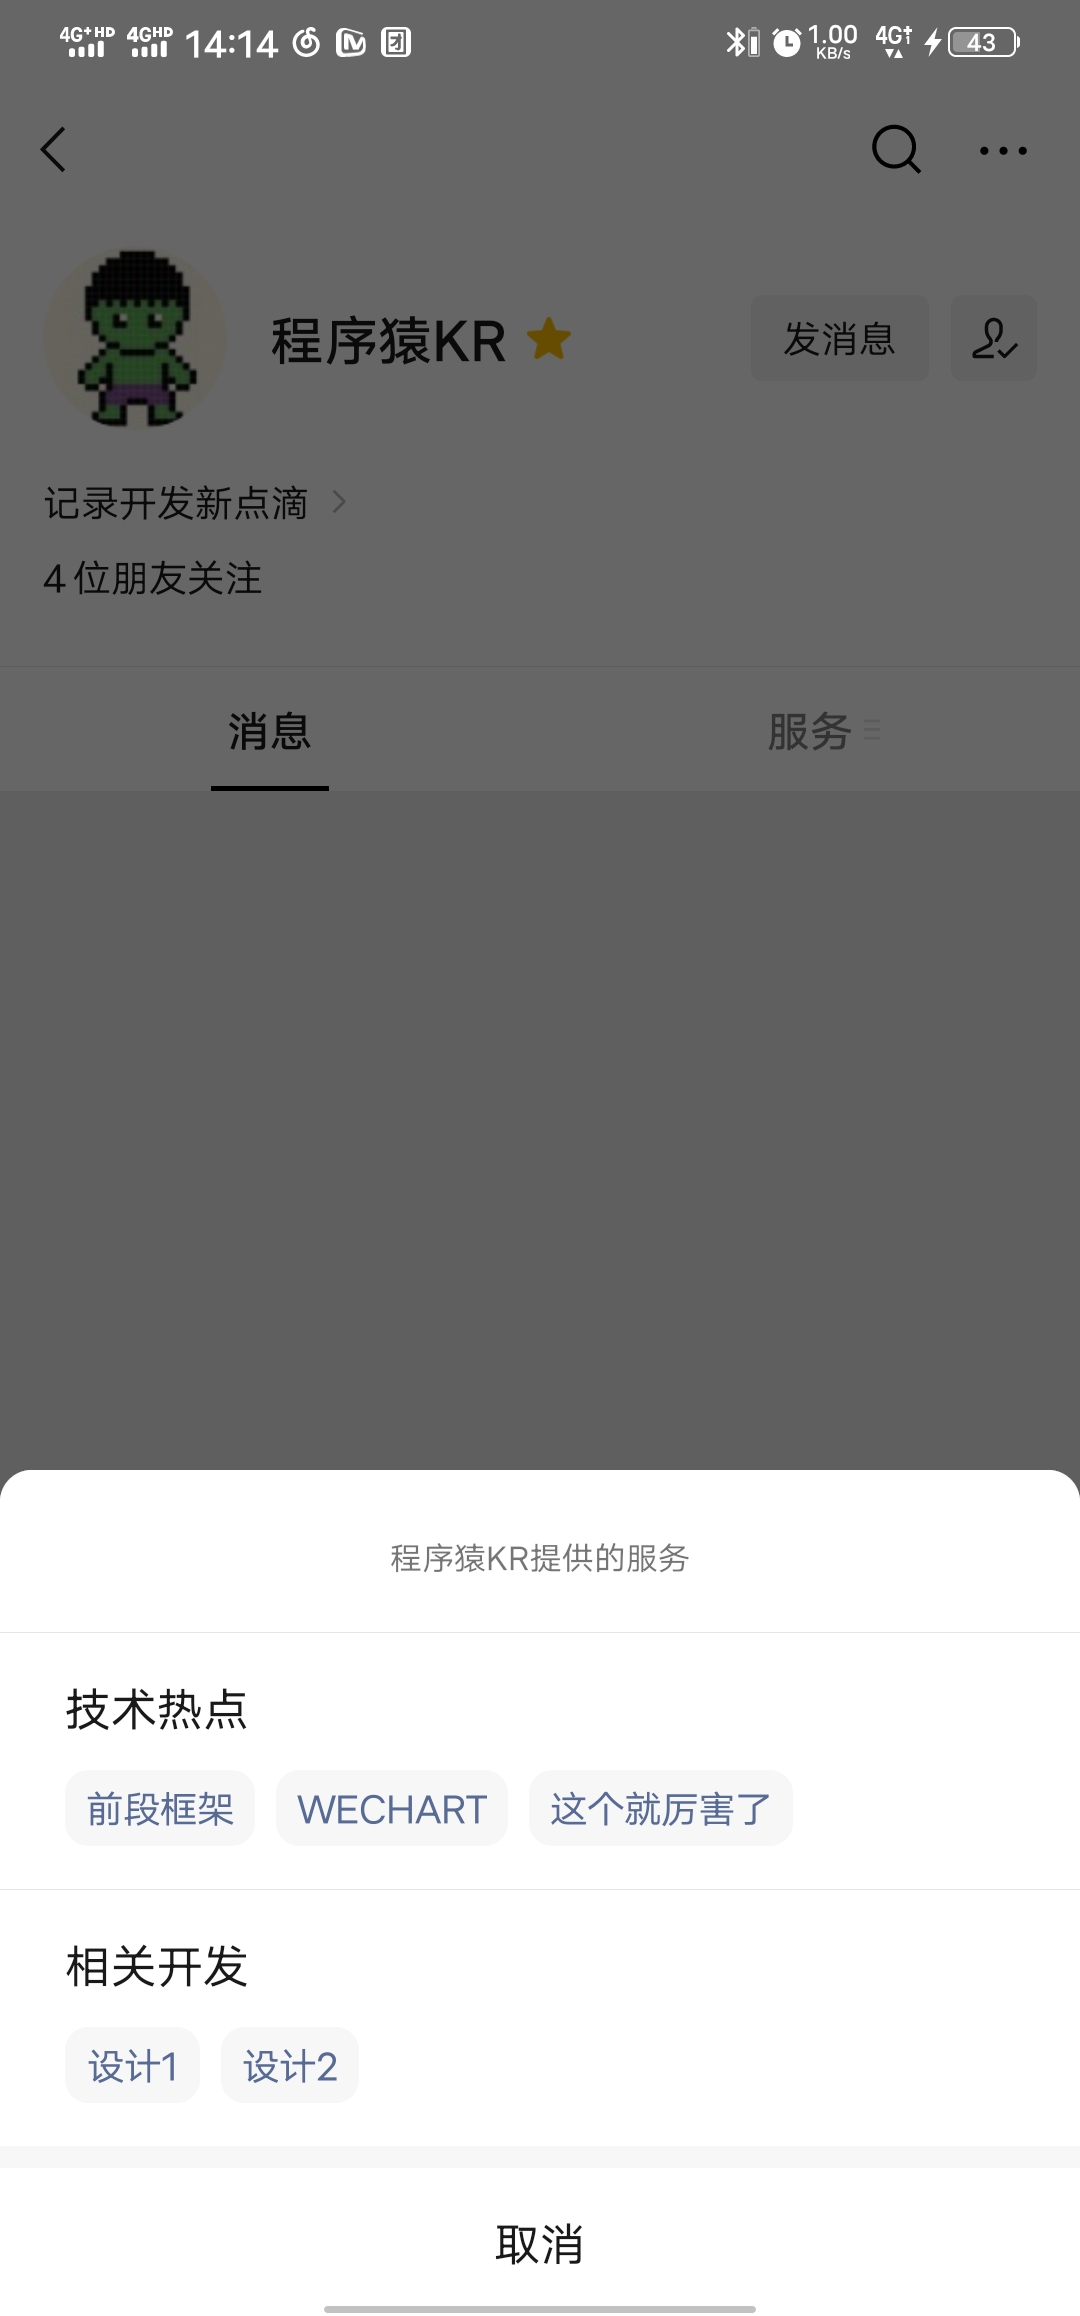 4G+HD 4GHD 14:14 1.00 KB/s 4G+ 43
程序猿KR 发消息
记录开发新点滴
4 位朋友关注
消息 服务
程序猿KR提供的服务
技术热点
前段框架 WECHART 这个就厉害了
相关开发
设计1 设计2
取消